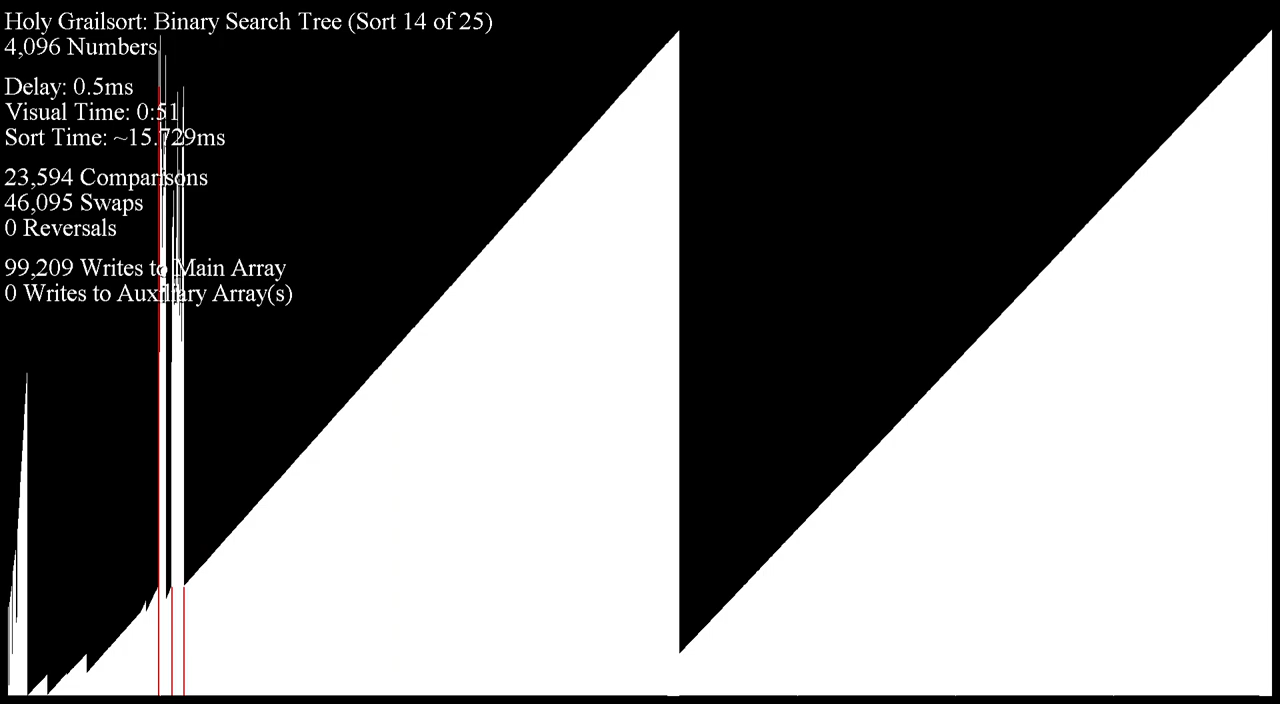 Holy Grailsort: Binary Search Tree (Sort 14 of 25)
4,096 Numbers
Delay: 0.5ms
Visual Time: 0:51
Sort Time: ~15.729ms
23,594 Comparisons
46,095 Swaps
0 Reversals
99,209 Writes to Main Array
0 Writes to Auxiliary Array(s)